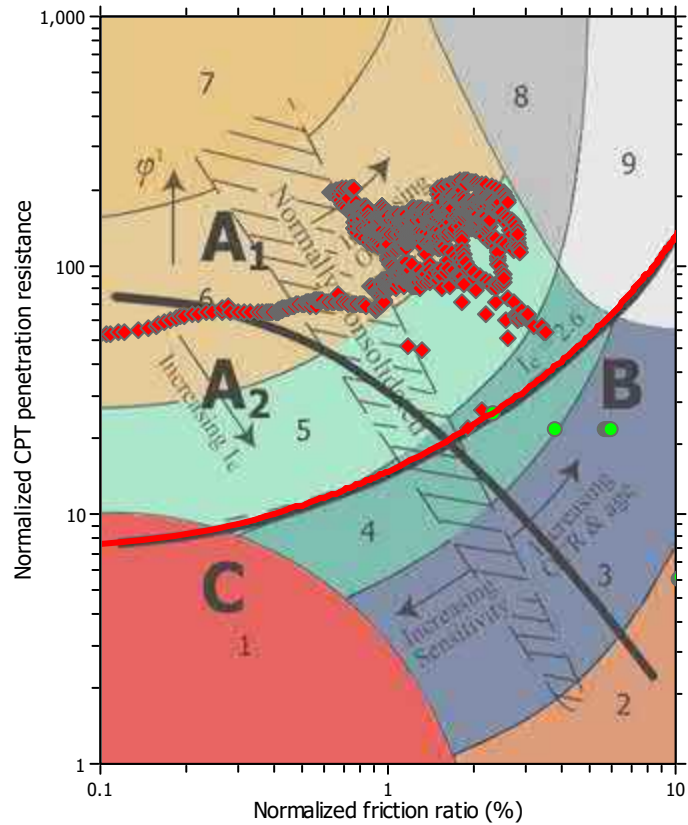 1,000
100
10
1
0.1
1
10
Normalized CPT penetration resistance
Normalized friction ratio (%)
7
8
9
φ'
A1
6
A2
Increasing Ic
5
Normally Consolidated
Increasing
Ic = 2.6
B
4
C
1
Increasing
Sensitivity
Increasing
OCR & age
3
2